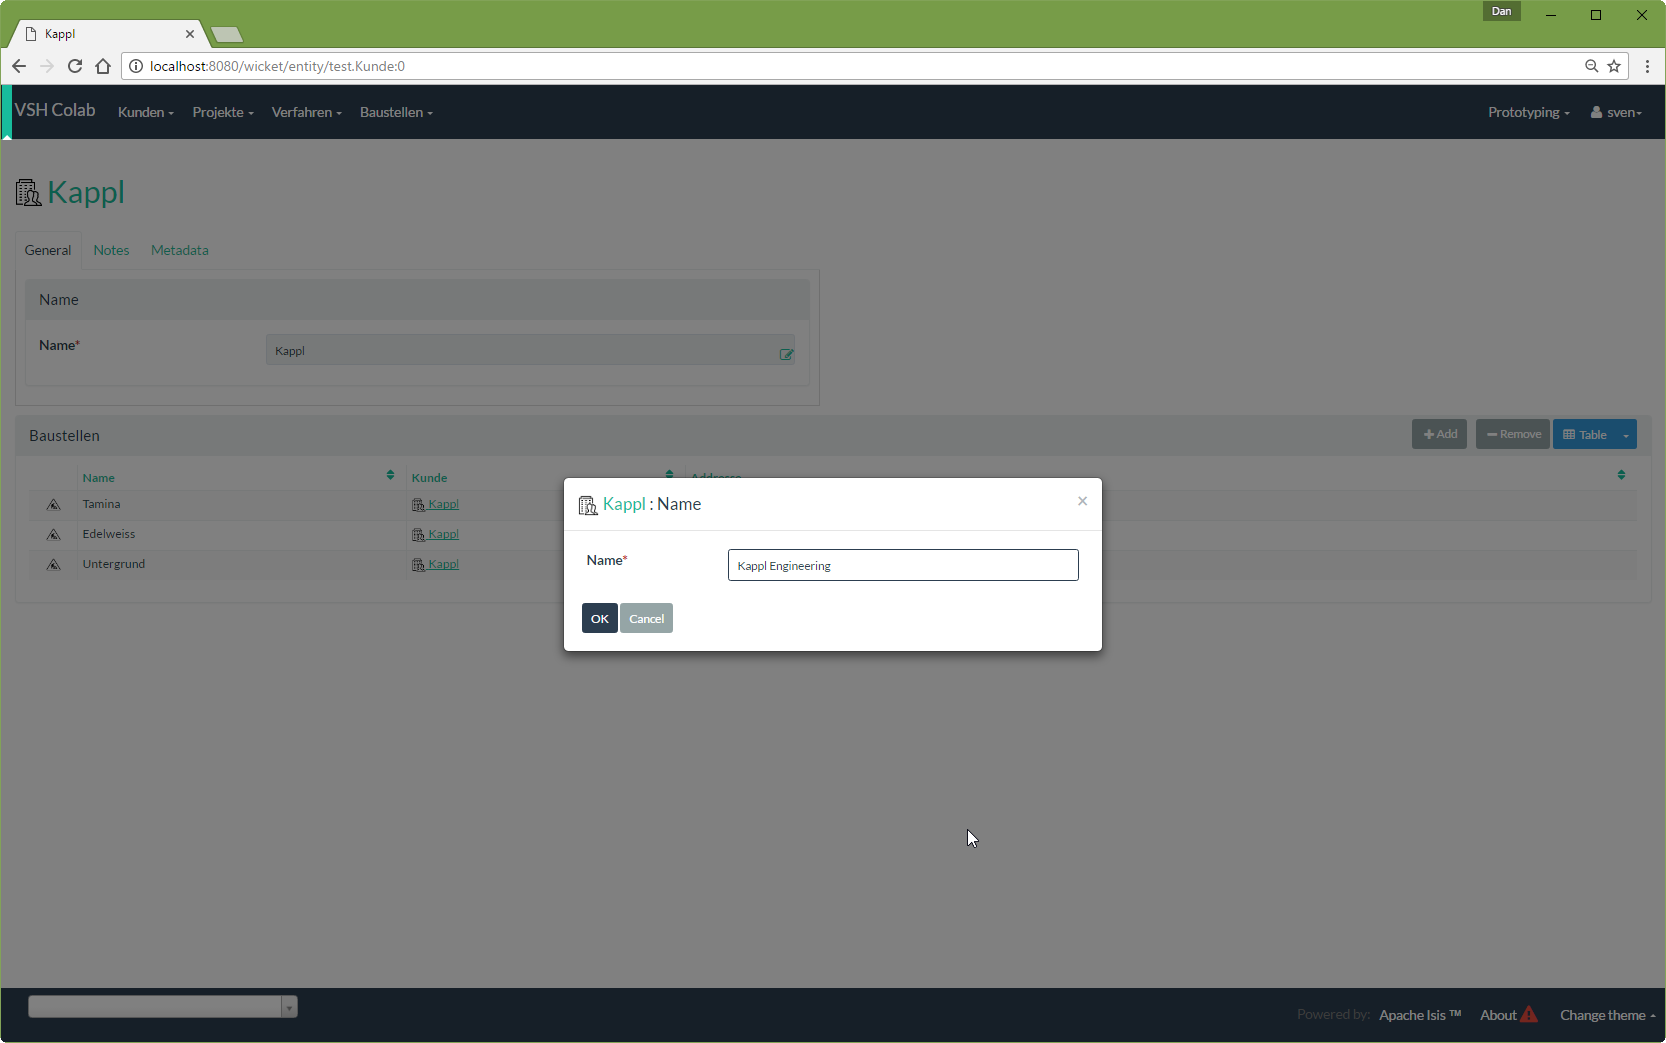 Dan
Kappl
localhost:8080/wicket/entity/test.Kunde:0
VSH Colab Kunden Projekte Verfahren Baustellen Prototyping sven
Kappl
General Notes Metadata
Name
Name* Kappl
Baustellen Add Remove Table
Name Kunde Addresse
Tamina Kappl
Edelweiss Kappl
Untergrund Kappl
Kappl : Name
Name* Kappl Engineering
OK Cancel
Powered by: Apache Isis ™ About Change theme